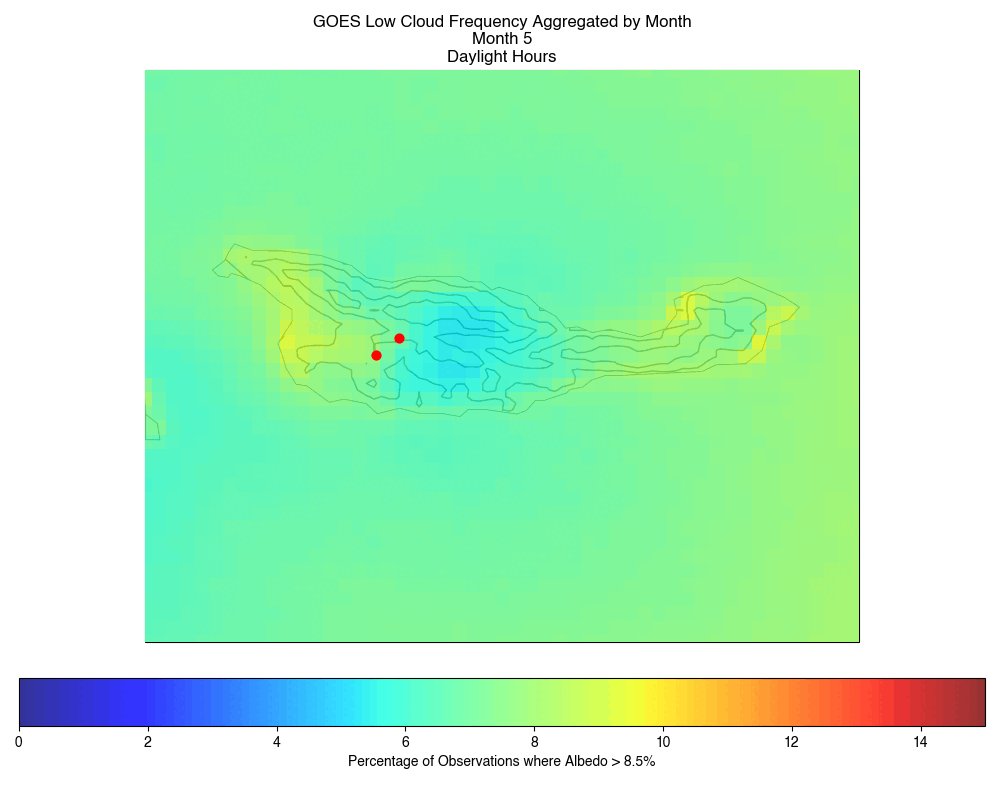 GOES Low Cloud Frequency Aggregated by Month
Month 5
Daylight Hours
0 2 4 6 8 10 12 14
Percentage of Observations where Albedo > 8.5%